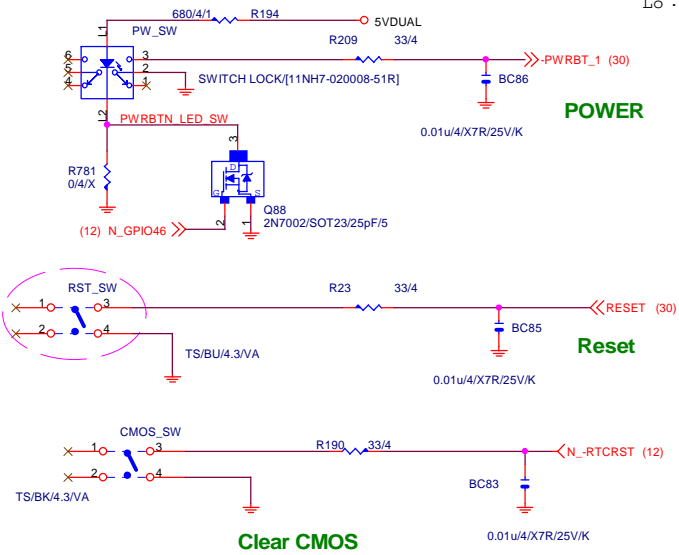 Lo .
680/4/1 R194
5VDUAL
L1
PW_SW
R209 33/4
6 3
5 2
4 1
-PWRBT_1 (30)
SWITCH LOCK/[11NH7-020008-51R]
BC86
POWER
L2
PWRBTN_LED_SW
0.01u/4/X7R/25V/K
3
R781
0/4/X
D
G S
Q88
2N7002/SOT23/25pF/5
2 1
(12) N_GPIO46
RST_SW
R23 33/4
1 3
RESET (30)
2 4
BC85
Reset
TS/BU/4.3/VA
0.01u/4/X7R/25V/K
CMOS_SW
R190 33/4
1 3
N_-RTCRST (12)
2 4
BC83
TS/BK/4.3/VA
Clear CMOS
0.01u/4/X7R/25V/K